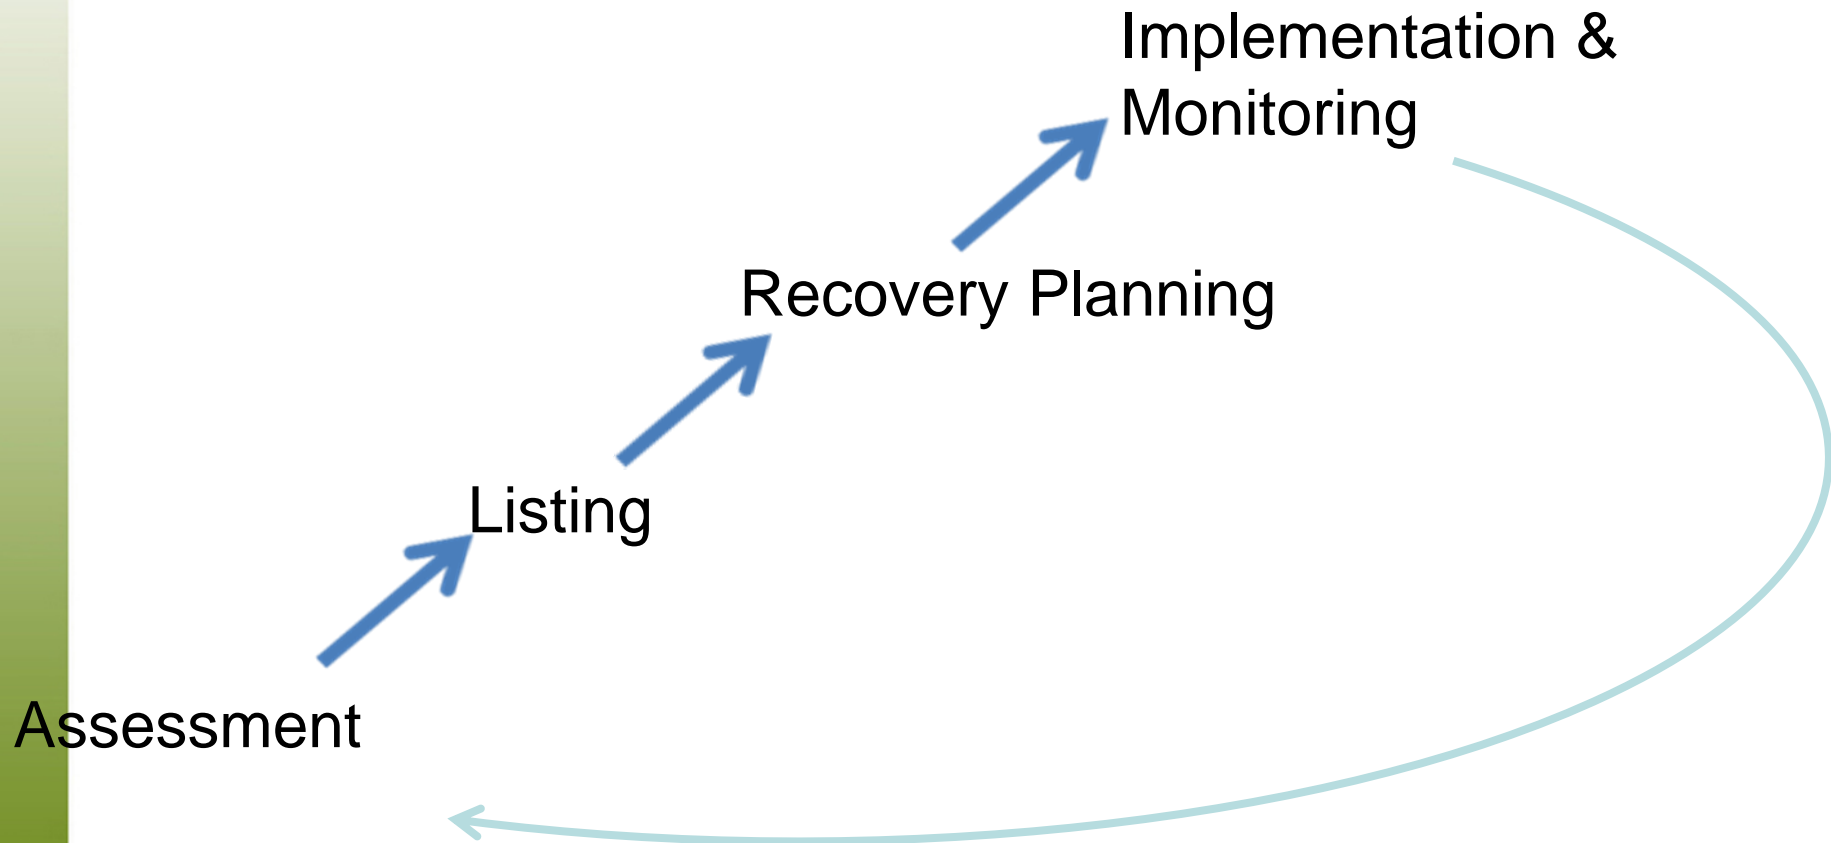 Implementation &
Monitoring
Recovery Planning
Listing
Assessment